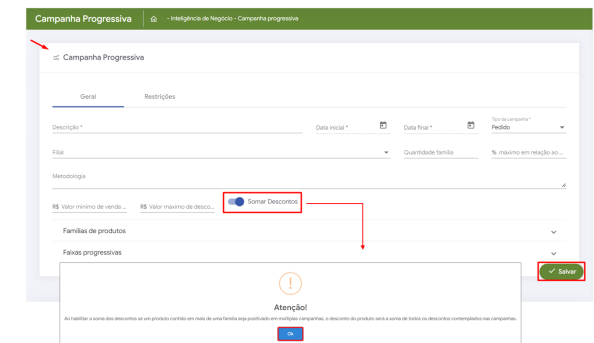 Campanha Progressiva
- Inteligência de Negócio - Campanha progressiva
Campanha Progressiva
Geral
Restrições
Descrição *
Data inicial *
Data final *
Tipo da campanha *
Pedido
Filial
Quantidade família
% máximo em relação ao ...
Metodologia
R$ Valor mínimo de venda ...
R$ Valor maximo de desco...
Somar Descontos
Famílias de produtos
Faixas progressivas
Salvar
Atenção!
Ao habilitar a soma dos descontos se um produto contido em mais de uma família seja positivado em múltiplas campanhas, o desconto do produto será a soma de todos os descontos contemplados nas campanhas.
Ok